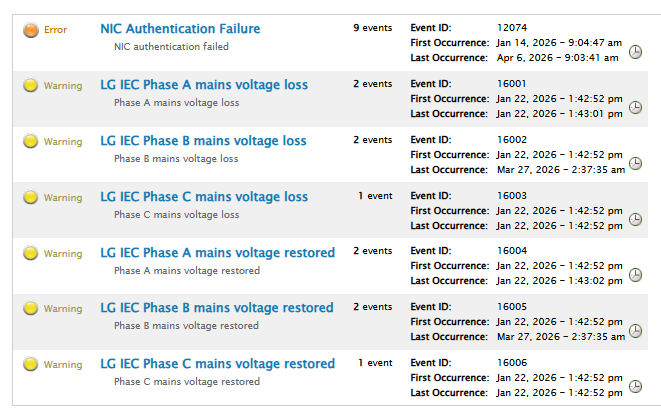 Error
NIC Authentication Failure
NIC authentication failed
9 events
Event ID: 12074
First Occurrence: Jan 14, 2026 - 9:04:47 am
Last Occurrence: Apr 6, 2026 - 9:03:41 am
Warning
LG IEC Phase A mains voltage loss
Phase A mains voltage loss
2 events
Event ID: 16001
First Occurrence: Jan 22, 2026 - 1:42:52 pm
Last Occurrence: Jan 22, 2026 - 1:43:01 pm
Warning
LG IEC Phase B mains voltage loss
Phase B mains voltage loss
2 events
Event ID: 16002
First Occurrence: Jan 22, 2026 - 1:42:52 pm
Last Occurrence: Mar 27, 2026 - 2:37:35 am
Warning
LG IEC Phase C mains voltage loss
Phase C mains voltage loss
1 event
Event ID: 16003
First Occurrence: Jan 22, 2026 - 1:42:52 pm
Last Occurrence: Jan 22, 2026 - 1:42:52 pm
Warning
LG IEC Phase A mains voltage restored
Phase A mains voltage restored
2 events
Event ID: 16004
First Occurrence: Jan 22, 2026 - 1:42:52 pm
Last Occurrence: Jan 22, 2026 - 1:43:02 pm
Warning
LG IEC Phase B mains voltage restored
Phase B mains voltage restored
2 events
Event ID: 16005
First Occurrence: Jan 22, 2026 - 1:42:52 pm
Last Occurrence: Mar 27, 2026 - 2:37:35 am
Warning
LG IEC Phase C mains voltage restored
Phase C mains voltage restored
1 event
Event ID: 16006
First Occurrence: Jan 22, 2026 - 1:42:52 pm
Last Occurrence: Jan 22, 2026 - 1:42:52 pm